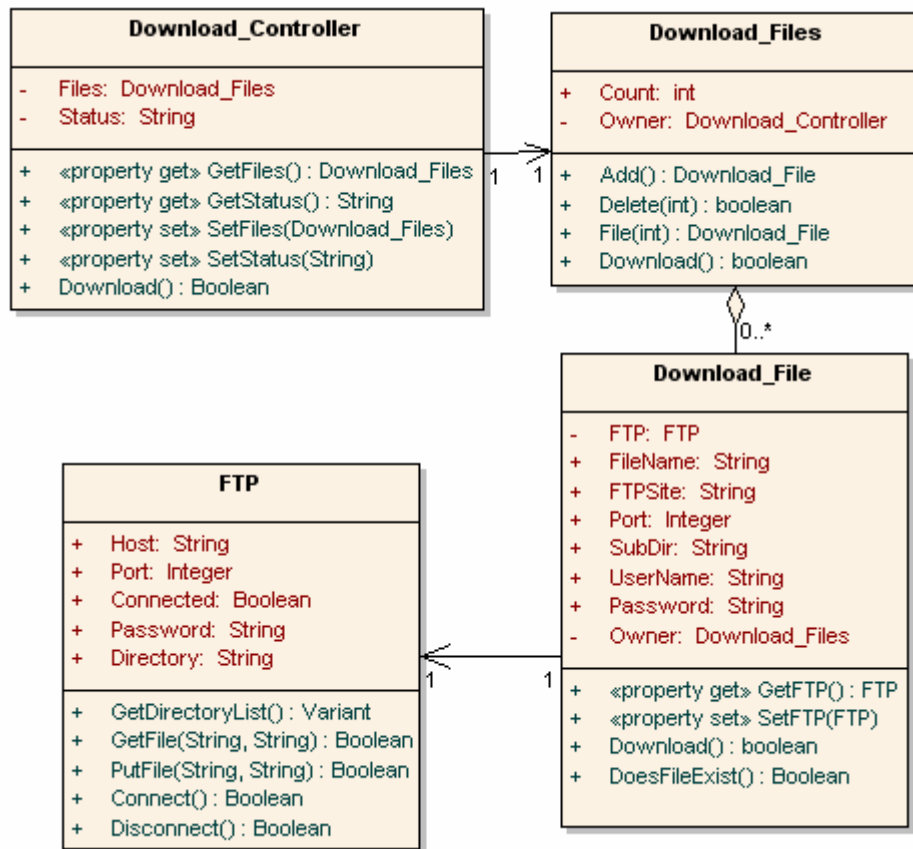 Download_Controller
- Files: Download_Files
- Status: String
+ «property get» GetFiles() : Download_Files
+ «property get» GetStatus() : String
+ «property set» SetFiles(Download_Files)
+ «property set» SetStatus(String)
+ Download() : Boolean
1
1
Download_Files
+ Count: int
- Owner: Download_Controller
+ Add() : Download_File
+ Delete(int) : boolean
+ File(int) : Download_File
+ Download() : boolean
0..*
Download_File
- FTP: FTP
+ FileName: String
+ FTPSite: String
+ Port: Integer
+ SubDir: String
+ UserName: String
+ Password: String
- Owner: Download_Files
+ «property get» GetFTP() : FTP
+ «property set» SetFTP(FTP)
+ Download() : boolean
+ DoesFileExist() : Boolean
1
1
FTP
+ Host: String
+ Port: Integer
+ Connected: Boolean
+ Password: String
+ Directory: String
+ GetDirectoryList() : Variant
+ GetFile(String, String) : Boolean
+ PutFile(String, String) : Boolean
+ Connect() : Boolean
+ Disconnect() : Boolean